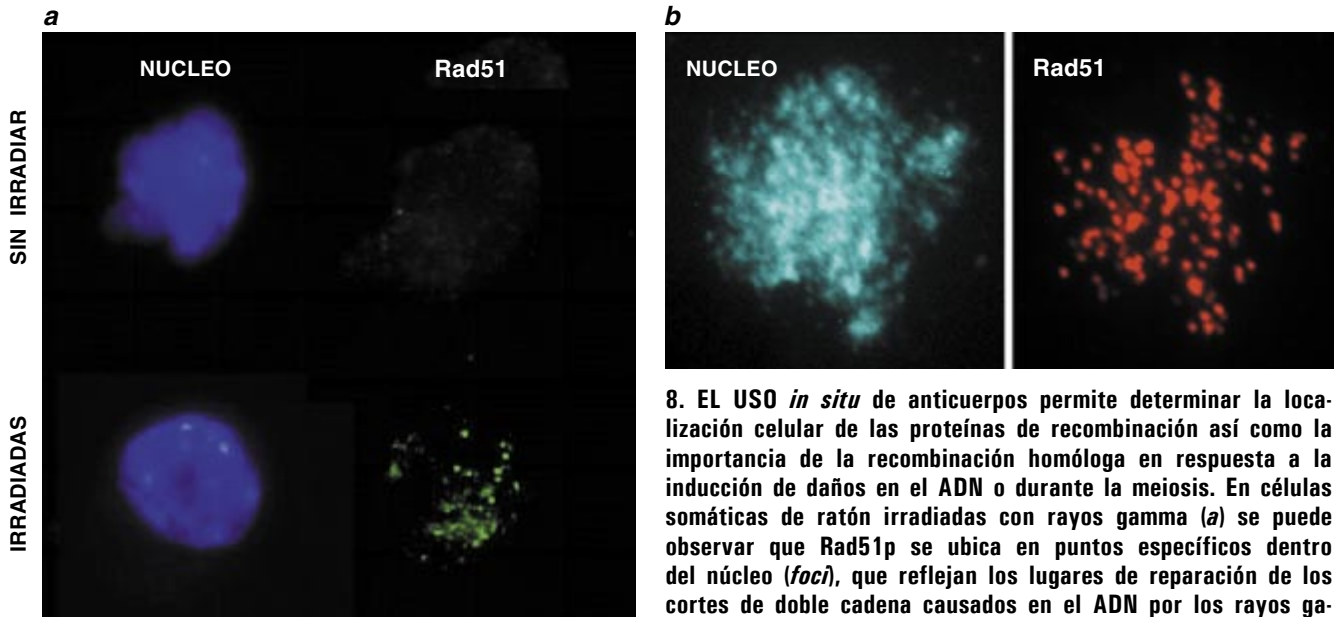 a
NUCLEO
Rad51
SIN IRRADIAR
IRRADIADAS
b
NUCLEO
Rad51
8. EL USO in situ de anticuerpos permite determinar la loca-
lización celular de las proteínas de recombinación así como la
importancia de la recombinación homóloga en respuesta a la
inducción de daños en el ADN o durante la meiosis. En células
somáticas de ratón irradiadas con rayos gamma (a) se puede
observar que Rad51p se ubica en puntos específicos dentro
del núcleo (foci), que reflejan los lugares de reparación de los
cortes de doble cadena causados en el ADN por los rayos ga-